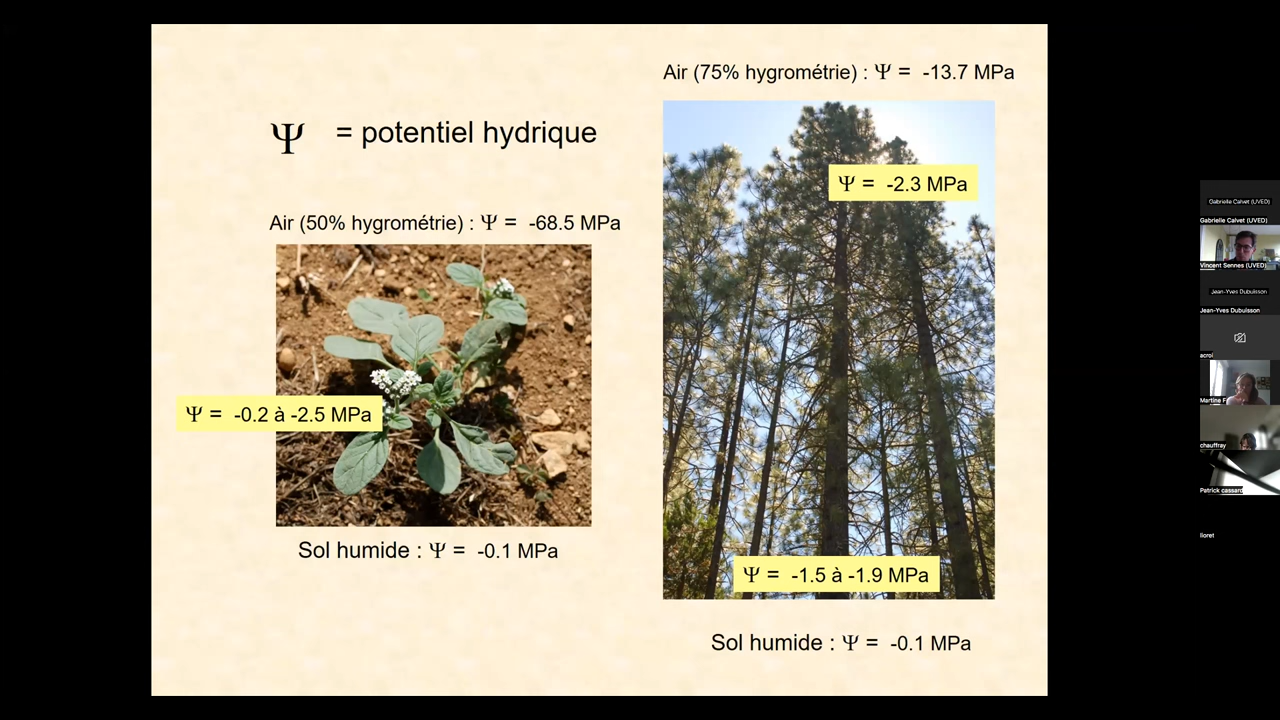 Air (75% hygrométrie) : Ψ = -13.7 MPa
Ψ = potentiel hydrique
Ψ = -2.3 MPa
Air (50% hygrométrie) : Ψ = -68.5 MPa
Ψ = -0.2 à -2.5 MPa
Sol humide : Ψ = -0.1 MPa
Ψ = -1.5 à -1.9 MPa
Sol humide : Ψ = -0.1 MPa
Gabrielle Calvet (UVED)
Gabrielle Calvet (UVED)
Vincent Sennes (UVED)
Jean-Yves Dubuisson
Jean-Yves Dubuisson
acroi
Martine F
chauffray
Patrick cassard
lloret